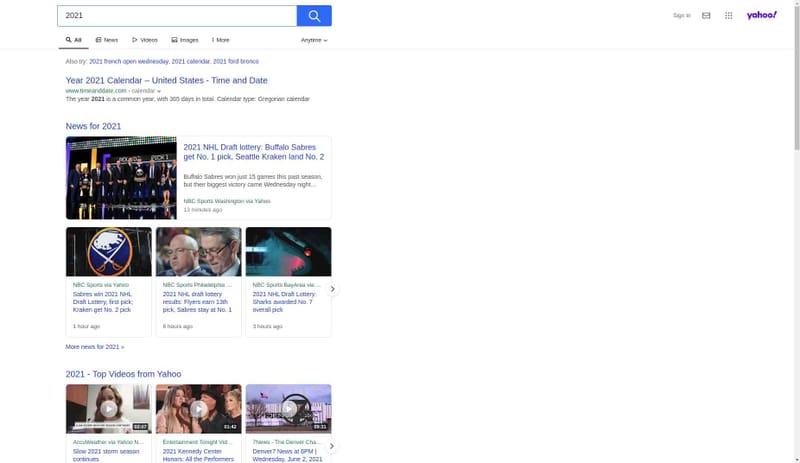 2021
Sign in
yahoo!
All
News
Videos
Images
More
Anytime
Also try: 2021 french open wednesday, 2021 calendar, 2021 ford bronco
Year 2021 Calendar – United States - Time and Date
www.timeanddate.com › calendar
The year 2021 is a common year, with 365 days in total. Calendar type: Gregorian calendar
News for 2021
2021 NHL Draft lottery: Buffalo Sabres
get No. 1 pick, Seattle Kraken land No. 2
Buffalo Sabres won just 15 games this past season,
but their biggest victory came Wednesday night...
NBC Sports Washington via Yahoo
13 minutes ago
NBC Sports via Yahoo
Sabres win 2021 NHL
Draft Lottery, first pick;
Kraken get No. 2 pick
1 hour ago
NBC Sports Philadelphia ...
2021 NHL draft lottery
results: Flyers earn 13th
pick, Sabres stay at No. 1
6 hours ago
NBC Sports BayArea via ...
2021 NHL Draft Lottery:
Sharks awarded No. 7
overall pick
3 hours ago
More news for 2021 »
2021 - Top Videos from Yahoo
02:07
01:42
09:31
AccuWeather via Yahoo N...
Slow 2021 storm season
continues
Entertainment Tonight Vid...
2021 Kennedy Center
Honors: All the Performers
7News - The Denver Cha...
Denver7 News at 6PM |
Wednesday, June 2, 2021